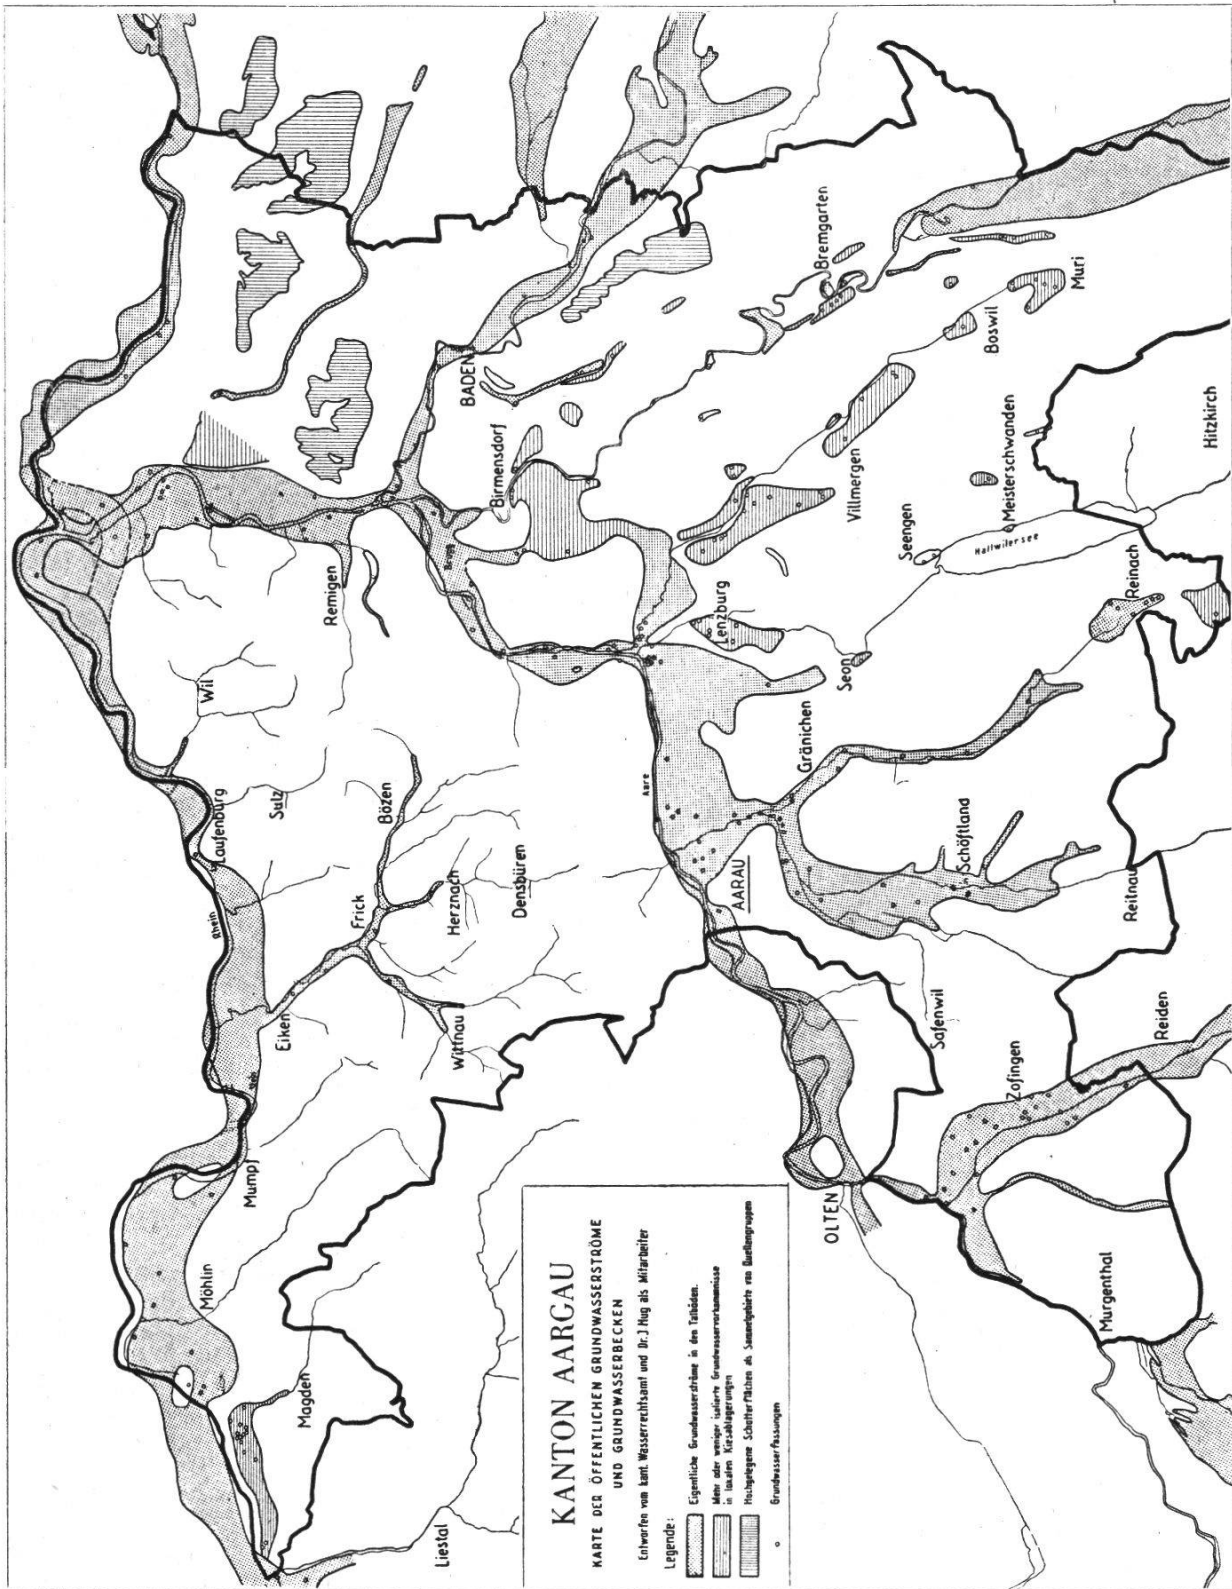 KANTON AARGAU
KARTE DER ÖFFENTLICHEN GRUNDWASSERSTRÖME
UND GRUNDWASSERBECKEN
Entworfen vom kant. Wasserrechtsamt und Dr. J. Hug als Mitarbeiter
Legende:
Eigentliche Grundwasserströme in den Talböden.
Mehr oder weniger isolierte Grundwasservorkommnisse
in lokalen Kiesablagerungen
Hochgelegene Schotterflächen als Sammelgebiete von Quellengruppen
Grundwasserfassungen
Liestal
Magden
Möhlin
Mumpf
Eiken
Wittnau
Frick
Herznach
Densbüren
Bözen
Rhein
Laufenburg
Sulz
Wil
Remigen
Brugg
Birmensdorf
BADEN
Bremgarten
Muri
Boswil
Villmergen
Meisterschwanden
Hitzkirch
Hallwilersee
Seengen
Reinach
Lenzburg
Seon
Aare
Gränichen
Schöftland
AARAU
Reitnau
Safenwil
Zofingen
Reiden
OLTEN
Murgenthal